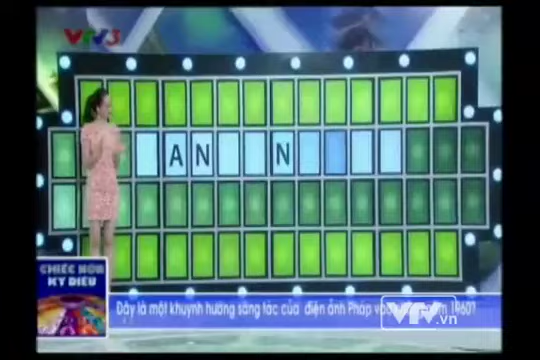 VTV3
AN N
CHIẾC NÓN
KỲ DIỆU
Đây là một khuynh hướng sáng tác của điện ảnh Pháp vào 1960?
VTV.vn